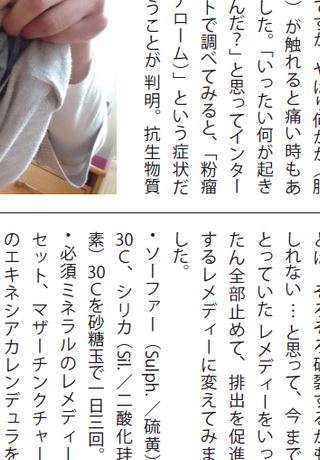 ですが、やはり何かが（
）が触れると痛い時もあ
した。「いったい何が起き
んだ？」と思ってインター
トで調べてみると、「粉瘤
テローム）」という症状だ
うことが判明。抗生物質
とは、そろそろ破裂するかも
しれない…と思って、今まで
とっていたレメディーをいっ
たん全部止めて、排出を促進
するレメディーに変えてみま
した。
・ソーファー（Sulph.／硫黄）
30C、シリカ（Sil.／二酸化珪
素）30Cを砂糖玉で一日三回。
・必須ミネラルのレメディー
セット、マザーチンクチャー
のエキネシアカレンデュラを